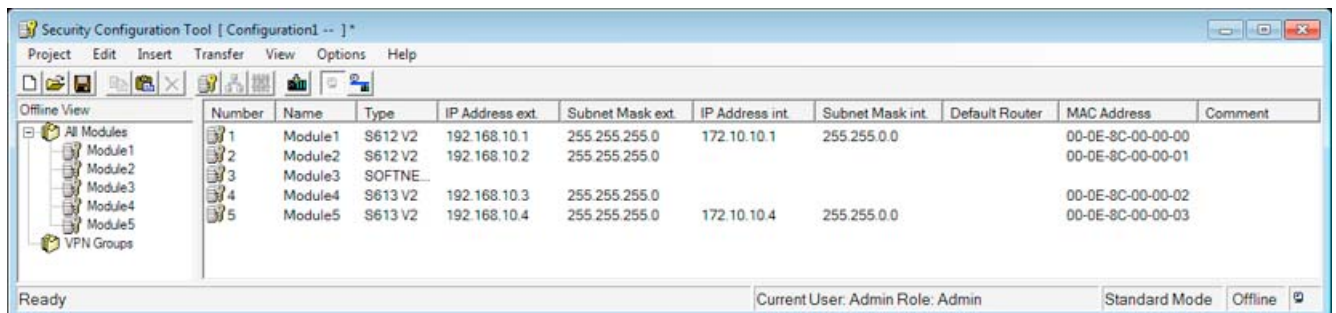 Security Configuration Tool [ Configuration1 -- ] *
Project Edit Insert Transfer View Options Help
Offline View
All Modules
Module1
Module2
Module3
Module4
Module5
VPN Groups
Number Name Type IP Address ext. Subnet Mask ext. IP Address int. Subnet Mask int. Default Router MAC Address Comment
1 Module1 S612 V2 192.168.10.1 255.255.255.0 172.10.10.1 255.255.0.0 00-0E-8C-00-00-00
2 Module2 S612 V2 192.168.10.2 255.255.255.0 00-0E-8C-00-00-01
3 Module3 SOFTNE...
4 Module4 S613 V2 192.168.10.3 255.255.255.0 00-0E-8C-00-00-02
5 Module5 S613 V2 192.168.10.4 255.255.255.0 172.10.10.4 255.255.0.0 00-0E-8C-00-00-03
Ready Current User: Admin Role: Admin Standard Mode Offline